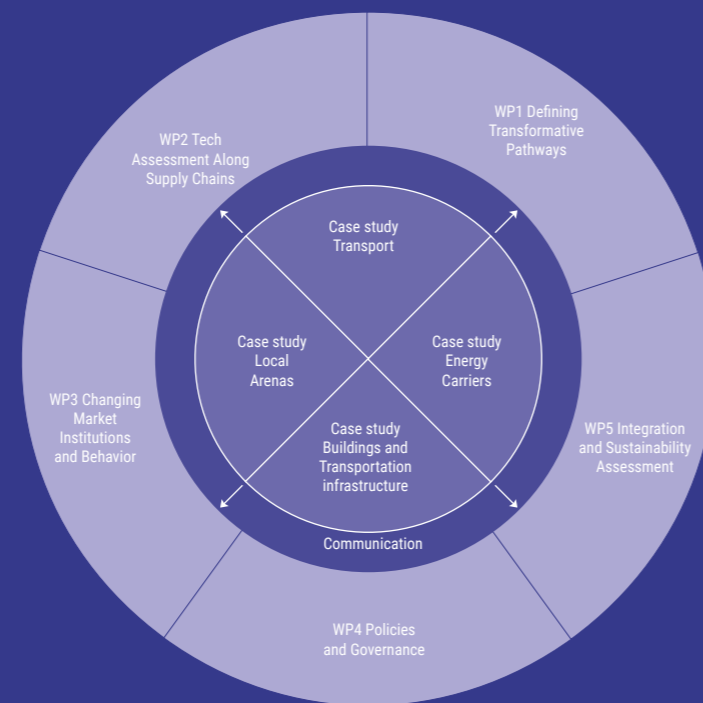 WP1 Defining
Transformative
Pathways
WP2 Tech
Assessment Along
Supply Chains
Case study
Transport
Case study
Local
Arenas
Case study
Energy
Carriers
WP3 Changing
Market
Institutions
and Behavior
Case study
Buildings and
Transportation
infrastructure
WP5 Integration
and Sustainability
Assessment
Communication
WP4 Policies
and Governance